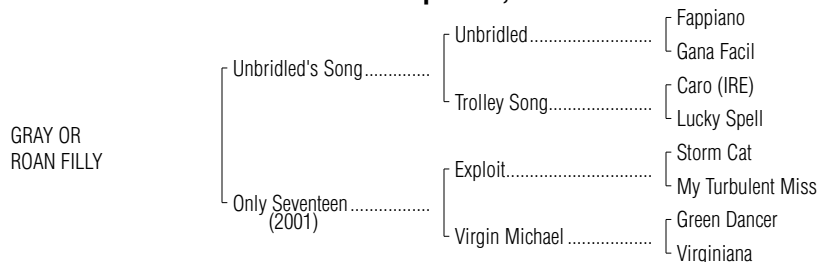 Fappiano
Unbridled..............................
Gana Facil
Unbridled's Song..............
Caro (IRE)
Trolley Song.........................
Lucky Spell
GRAY OR
ROAN FILLY
Storm Cat
Exploit...................................
My Turbulent Miss
Only Seventeen.................
(2001)
Green Dancer
Virgin Michael ....................
Virginiana